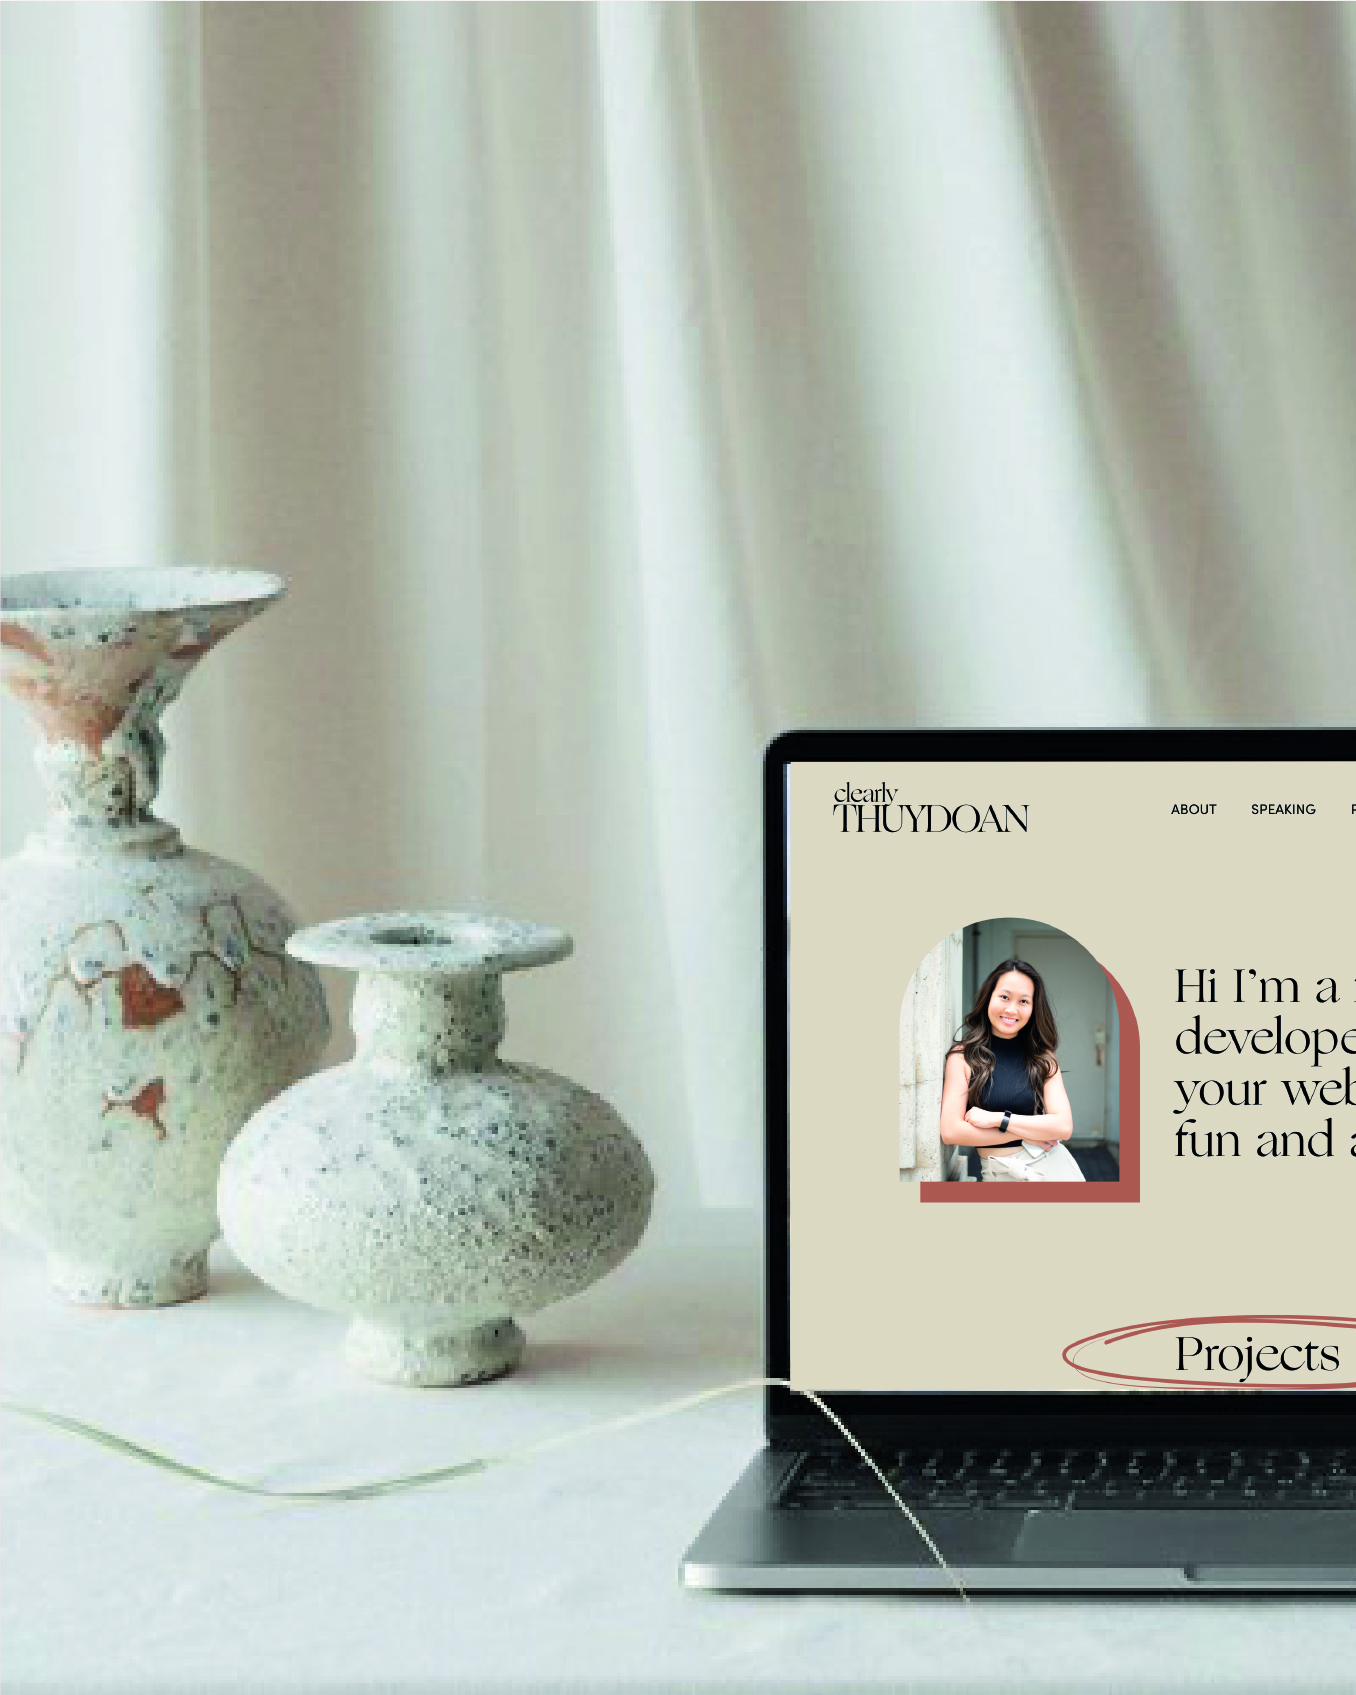 clearly
THUYDOAN
ABOUT SPEAKING
Hi I'm a
develope
your web
fun and a
Projects